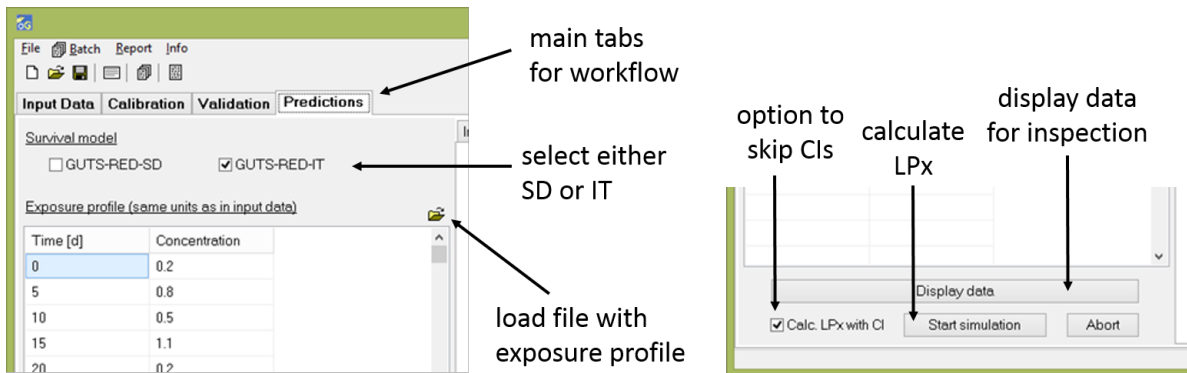 File Batch Report Info
Input Data Calibration Validation Predictions
Survival model
GUTS-RED-SD GUTS-RED-IT
Exposure profile (same units as in input data)
Time [d] Concentration
0 0.2
5 0.8
10 0.5
15 1.1
20 0.2
main tabs
for workflow
select either
SD or IT
load file with
exposure profile
option to
skip CIs
calculate
LPx
display data
for inspection
Display data
Calc. LPx with CI Start simulation Abort